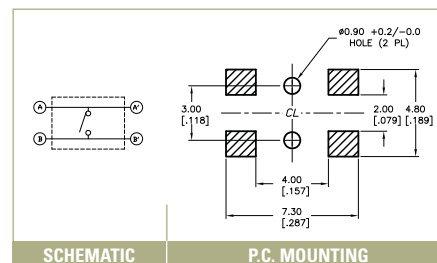 ø0.90 +0.2/-0.0
HOLE (2 PL)
A
A'
B
B'
3.00
[.118]
CL
2.00
[.079]
4.80
[.189]
4.00
[.157]
7.30
[.287]
SCHEMATIC
P.C. MOUNTING